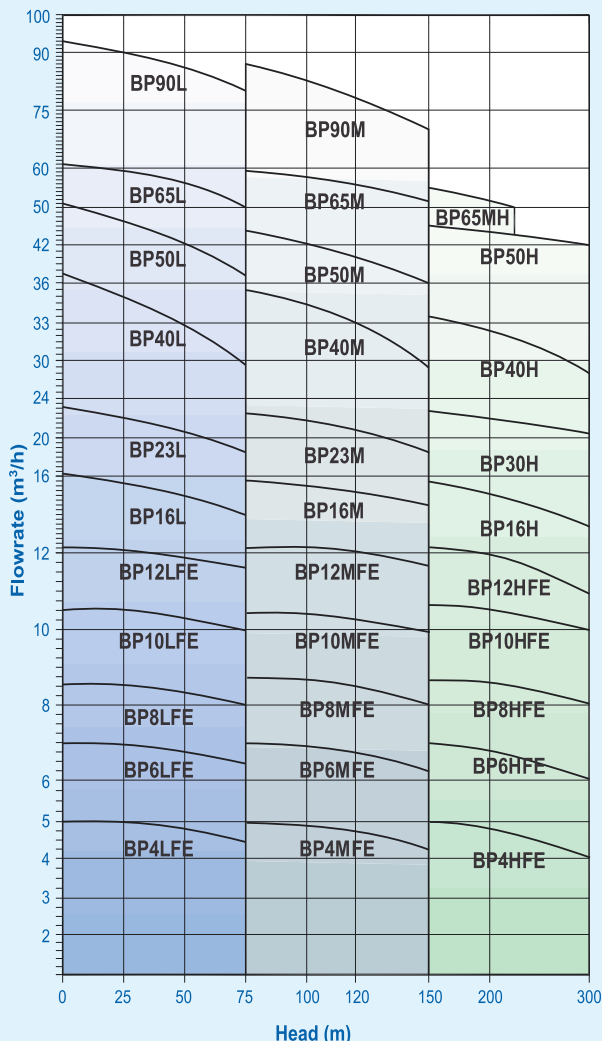 100
90
75
60
50
42
36
33
30
24
20
16
12
10
8
6
5
4
3
2
Flowrate (m³/h)
BP90L
BP90M
BP65L
BP65M
BP65MH
BP50L
BP50M
BP50H
BP40L
BP40M
BP40H
BP23L
BP23M
BP30H
BP16L
BP16M
BP16H
BP12LFE
BP12MFE
BP12HFE
BP10LFE
BP10MFE
BP10HFE
BP8LFE
BP8MFE
BP8HFE
BP6LFE
BP6MFE
BP6HFE
BP4LFE
BP4MFE
BP4HFE
0 25 50 75 100 120 150 200 300
Head (m)